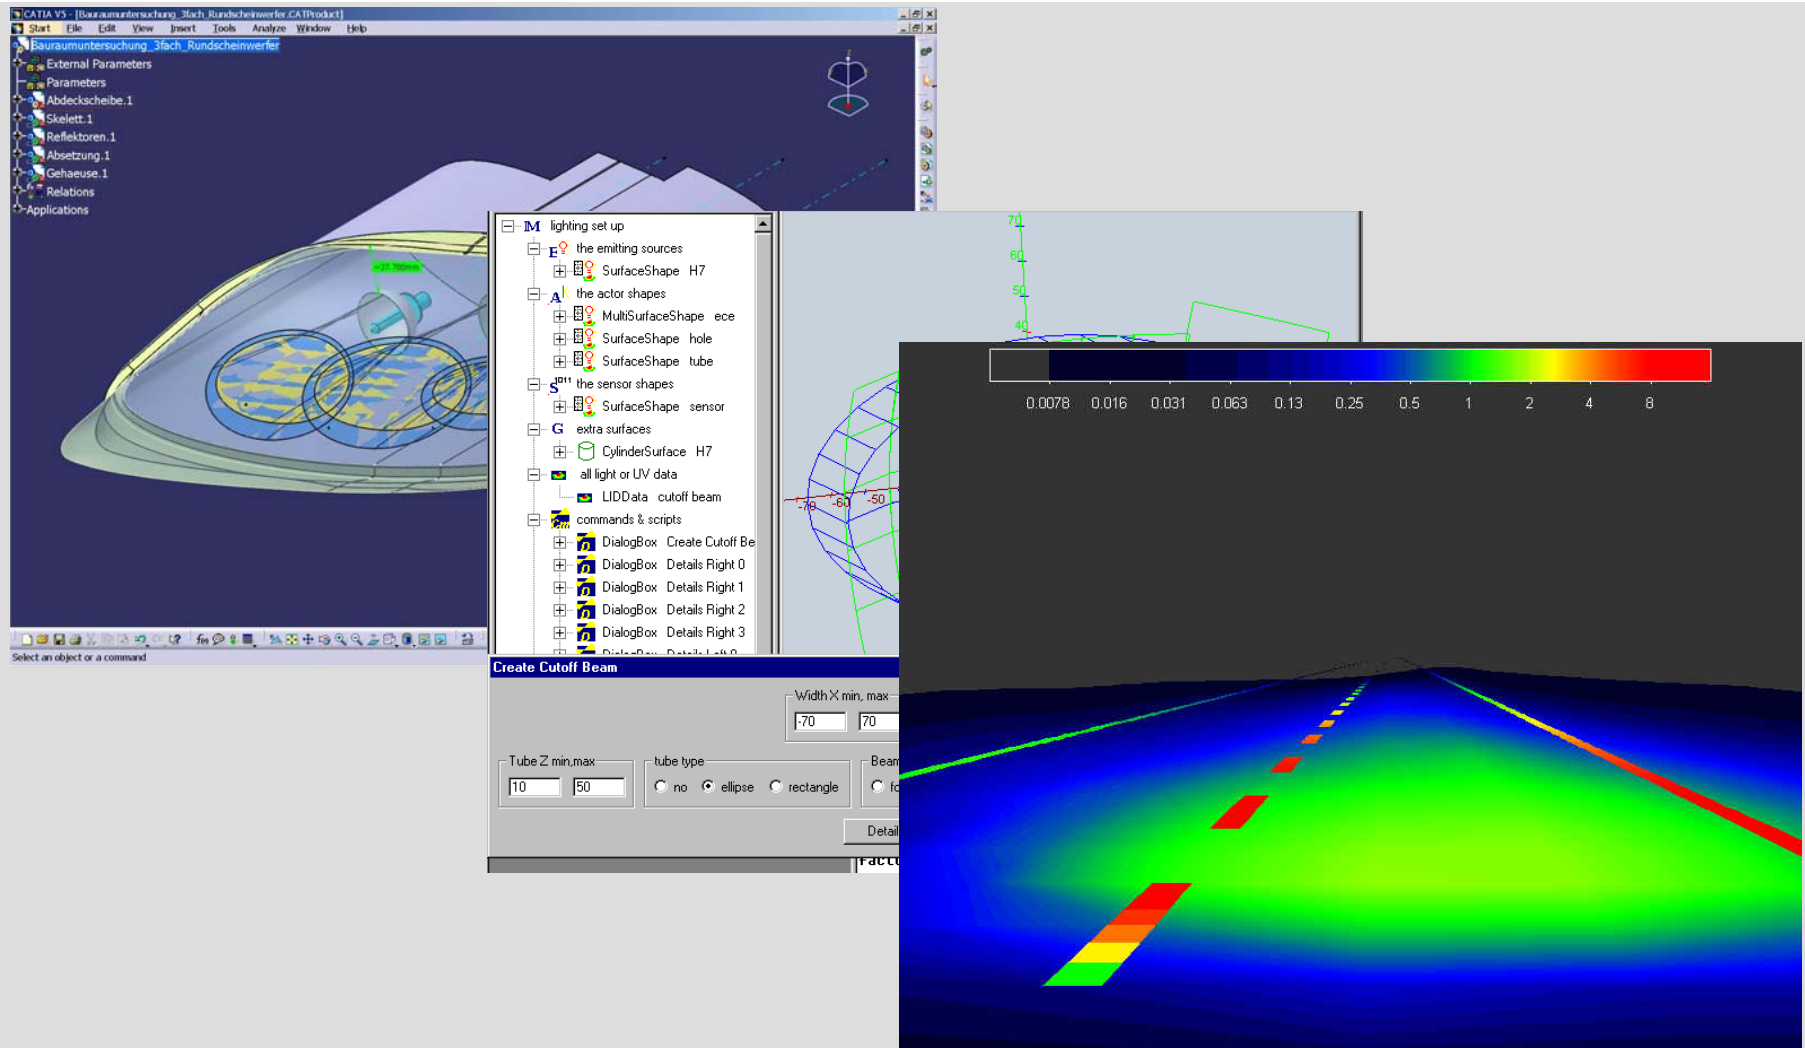 CATIA V5 - [Bauraumuntersuchung_3fach_Rundscheinwerfer.CATProduct]
Start File Edit View Insert Tools Analyze Window Help
Bauraumuntersuchung_3fach_Rundscheinwerfer
External Parameters
Parameters
Abdeckscheibe.1
Skelett.1
Reflektoren.1
Absetzung.1
Gehaeuse.1
Relations
Applications
~37.700mm
Select an object or a command
lighting set up
the emitting sources
SurfaceShape H7
the actor shapes
MultiSurfaceShape ece
SurfaceShape hole
SurfaceShape tube
the sensor shapes
SurfaceShape sensor
extra surfaces
CylinderSurface H7
all light or UV data
LIDData cutoff beam
commands & scripts
DialogBox Create Cutoff Be
DialogBox Details Right 0
DialogBox Details Right 1
DialogBox Details Right 2
DialogBox Details Right 3
70
60
50
40
-70 -60 -50
Create Cutoff Beam
Width X min, max
-70 70
Tube Z min,max
10 50
tube type
no ellipse rectangle
Beam
fo
Detail
0.0078 0.016 0.031 0.063 0.13 0.25 0.5 1 2 4 8